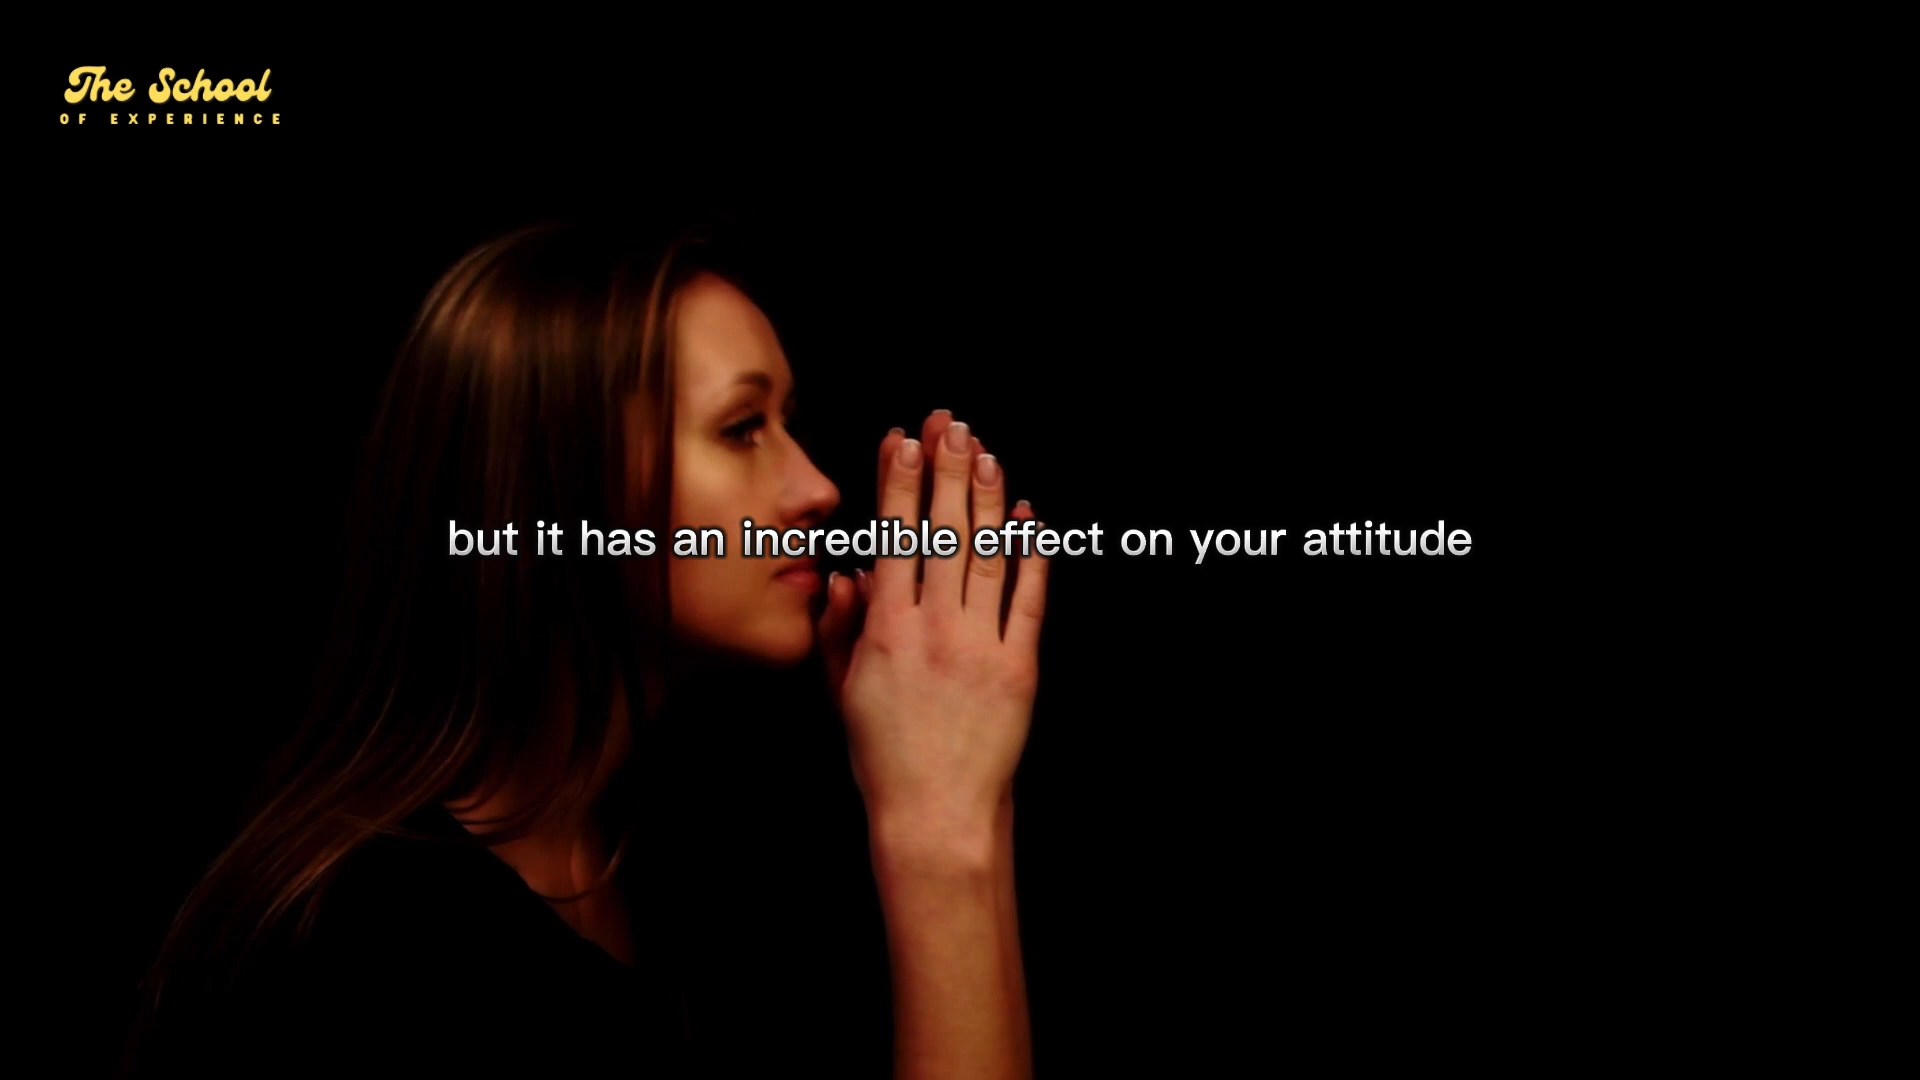 The School
OF EXPERIENCE
but it has an incredible effect on your attitude